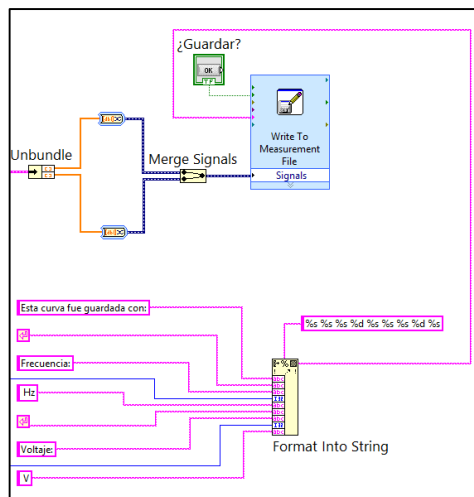 ¿Guardar?
OK
Write To
Measurement
File
Signals
Unbundle
Merge Signals
Esta curva fue guardada con:
%s %s %s %d %s %s %s %d %s
Frecuencia:
Hz
Voltaje:
V
Format Into String